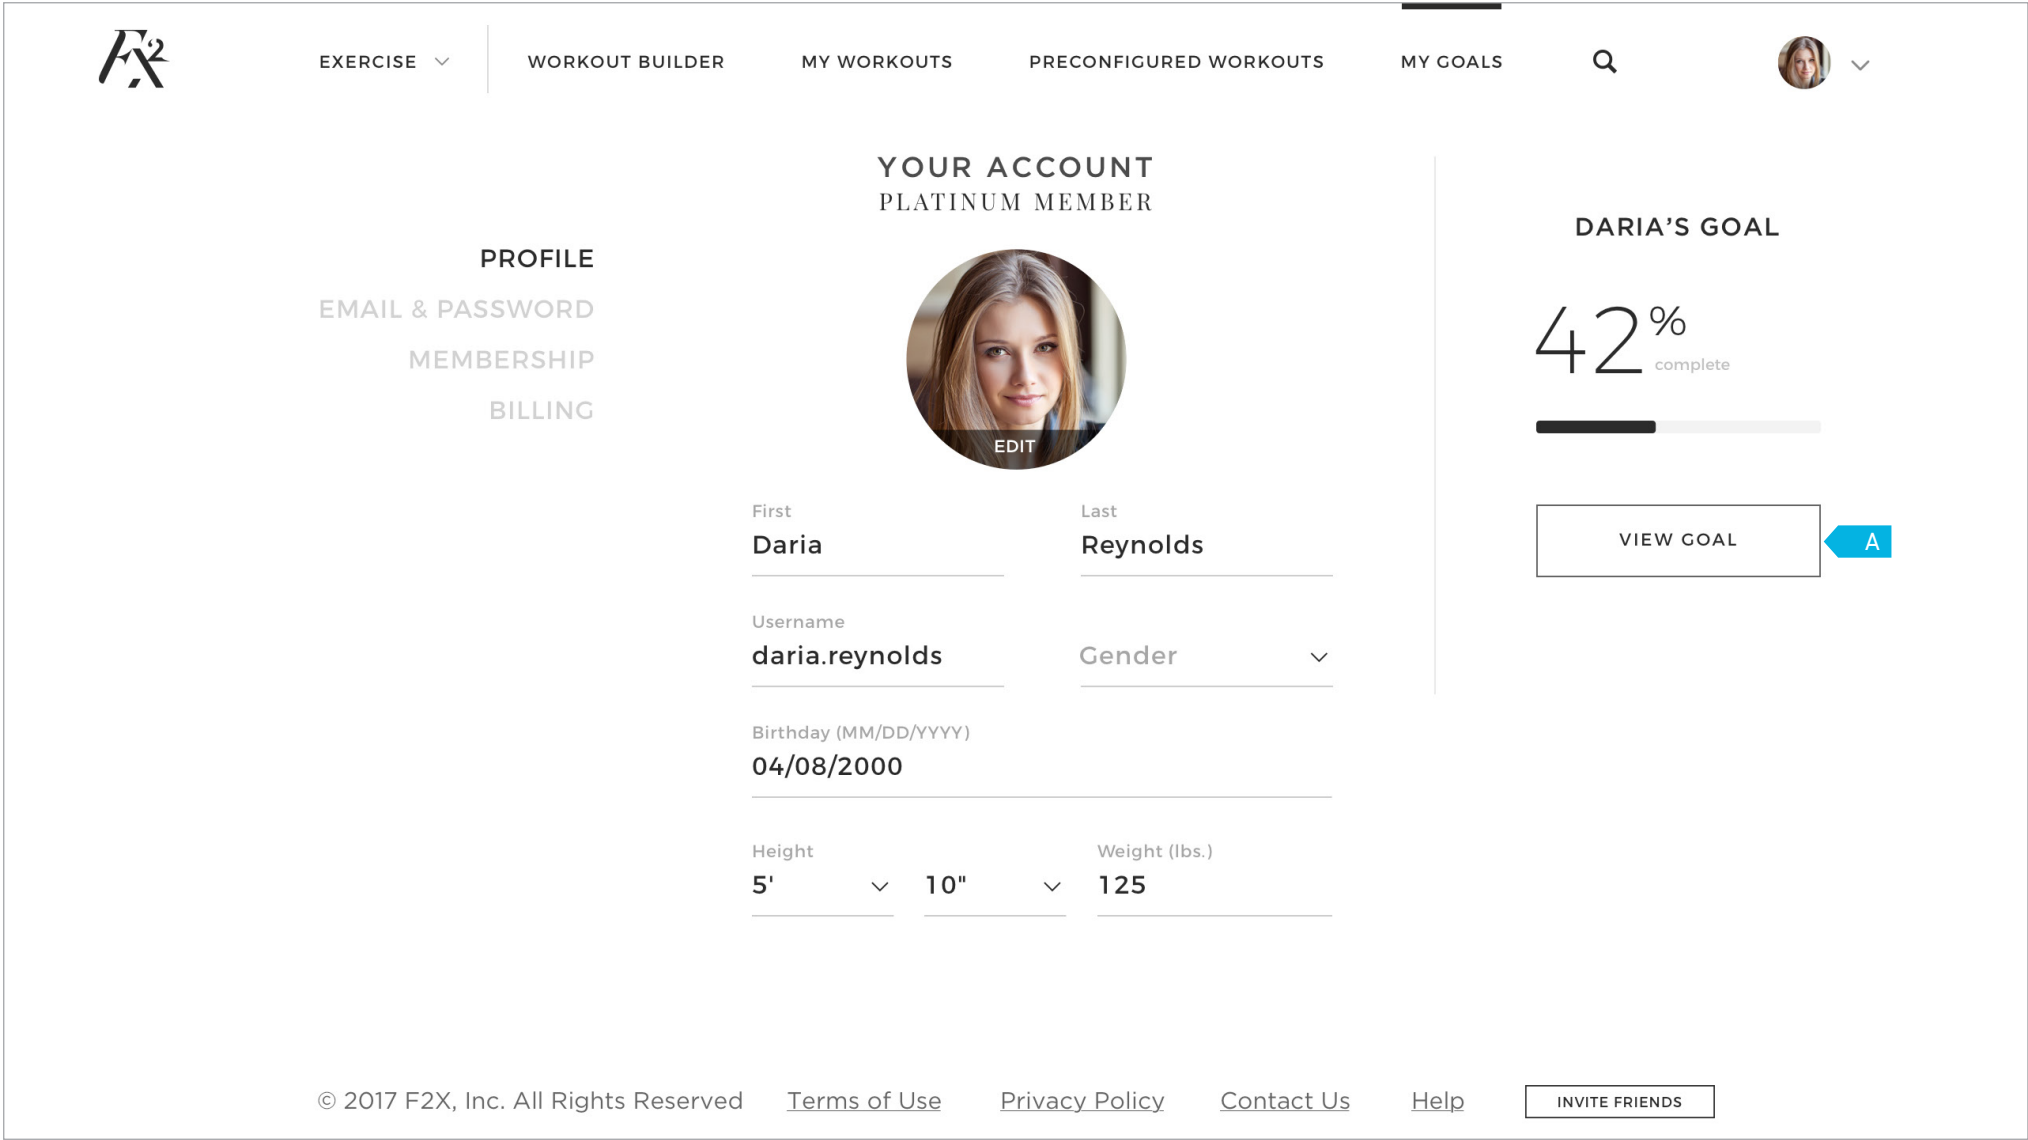 Fx2
EXERCISE
WORKOUT BUILDER
MY WORKOUTS
PRECONFIGURED WORKOUTS
MY GOALS
YOUR ACCOUNT
PLATINUM MEMBER
PROFILE
EMAIL & PASSWORD
MEMBERSHIP
BILLING
EDIT
First
Daria
Last
Reynolds
Username
daria.reynolds
Gender
Birthday (MM/DD/YYYY)
04/08/2000
Height
5'
10"
Weight (lbs.)
125
DARIA’S GOAL
42%
complete
VIEW GOAL
A
© 2017 F2X, Inc. All Rights Reserved
Terms of Use
Privacy Policy
Contact Us
Help
INVITE FRIENDS